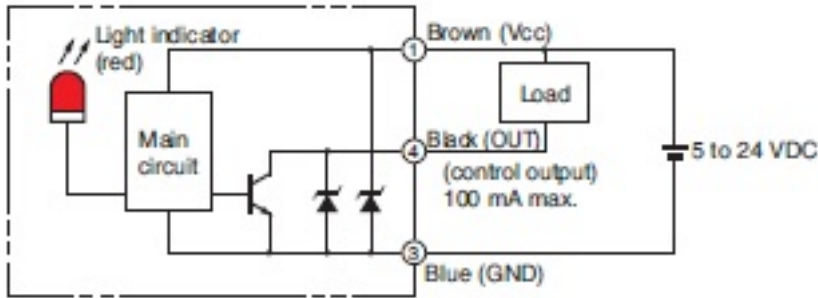 Light indicator
(red)
Main
circuit
1
Brown (Vcc)
Load
4
Black (OUT)
(control output)
100 mA max.
5 to 24 VDC
3
Blue (GND)